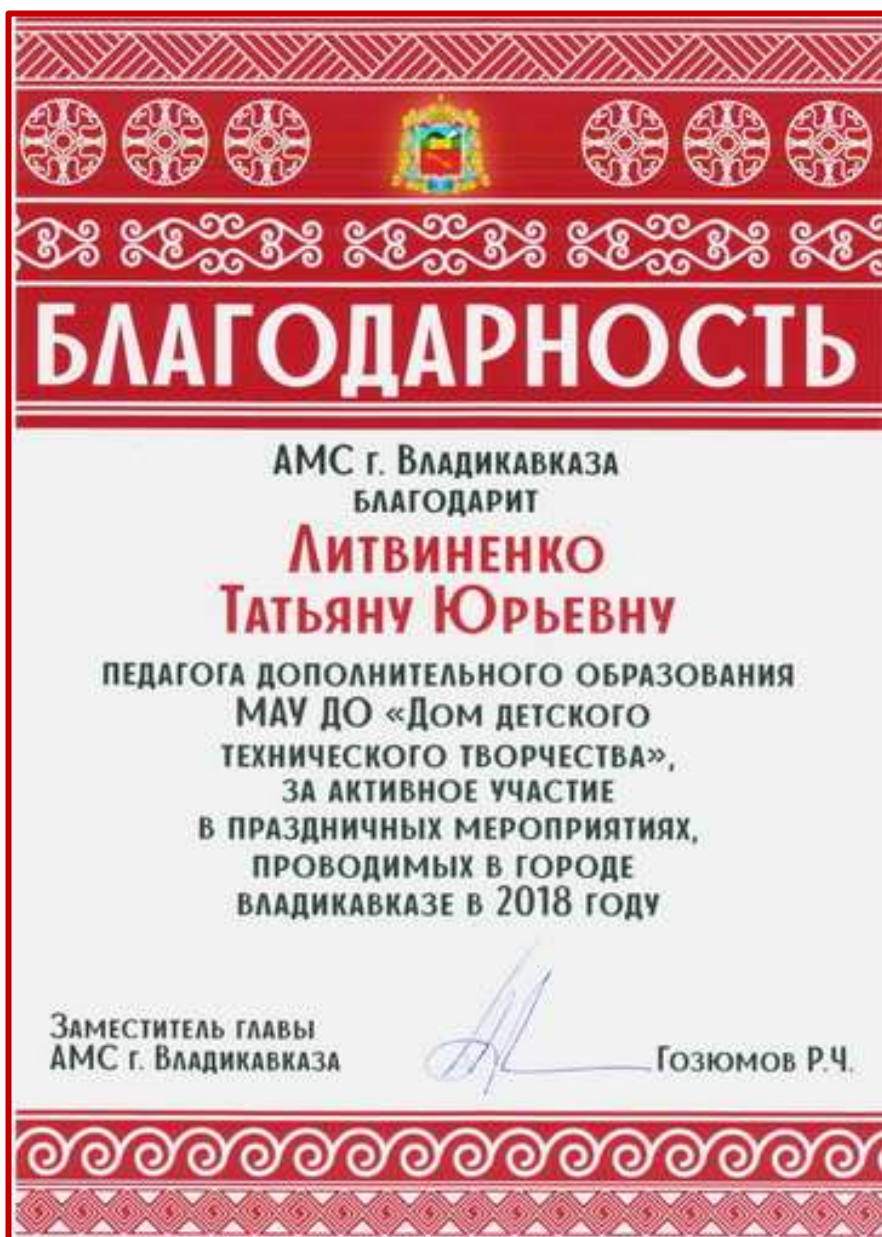 БЛАГОДАРНОСТЬ
АМС г. Владикавказа
благодарит
Литвиненко
Татьяну Юрьевну
педагога дополнительного образования
МАУ ДО «Дом детского
технического творчества»,
за активное участие
в праздничных мероприятиях,
проводимых в городе
Владикавказе в 2018 году
Заместитель главы
АМС г. Владикавказа
Гозюмов Р.Ч.